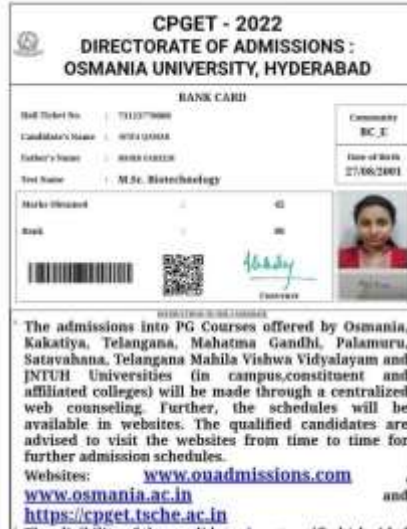 CPGET - 2022
DIRECTORATE OF ADMISSIONS :
OSMANIA UNIVERSITY, HYDERABAD
RANK CARD
Hall Ticket No. :
Community
BC_E
Candidate's Name :
Father's Name :
Date of Birth
27/08/2001
Test Name : M.Sc. Biotechnology
Marks Obtained :
Rank :
Convener
The admissions into PG Courses offered by Osmania,
Kakatiya, Telangana, Mahatma Gandhi, Palamuru,
Satavahana, Telangana Mahila Vishwa Vidyalayam and
JNTUH Universities (in campus,constituent and
affiliated colleges) will be made through a centralized
web counseling. Further, the schedules will be
available in websites. The qualified candidates are
advised to visit the websites from time to time for
further admission schedules.
Websites: www.ouadmissions.com ,
www.osmania.ac.in and
https://cpget.tsche.ac.in